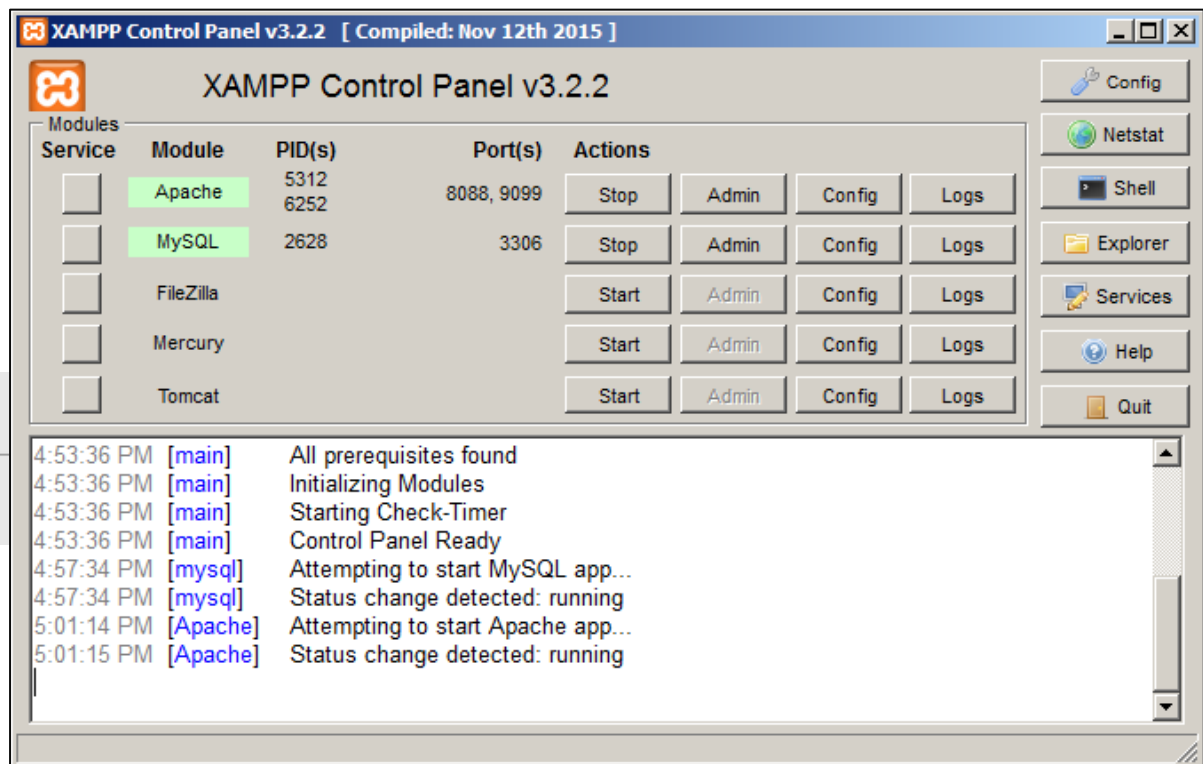 XAMPP Control Panel v3.2.2 [ Compiled: Nov 12th 2015 ]
XAMPP Control Panel v3.2.2
Modules
Service Module PID(s) Port(s) Actions
Apache 5312 6252 8088, 9099 Stop Admin Config Logs
MySQL 2628 3306 Stop Admin Config Logs
FileZilla Start Admin Config Logs
Mercury Start Admin Config Logs
Tomcat Start Admin Config Logs
Config
Netstat
Shell
Explorer
Services
Help
Quit
4:53:36 PM [main] All prerequisites found
4:53:36 PM [main] Initializing Modules
4:53:36 PM [main] Starting Check-Timer
4:53:36 PM [main] Control Panel Ready
4:57:34 PM [mysql] Attempting to start MySQL app...
4:57:34 PM [mysql] Status change detected: running
5:01:14 PM [Apache] Attempting to start Apache app...
5:01:15 PM [Apache] Status change detected: running